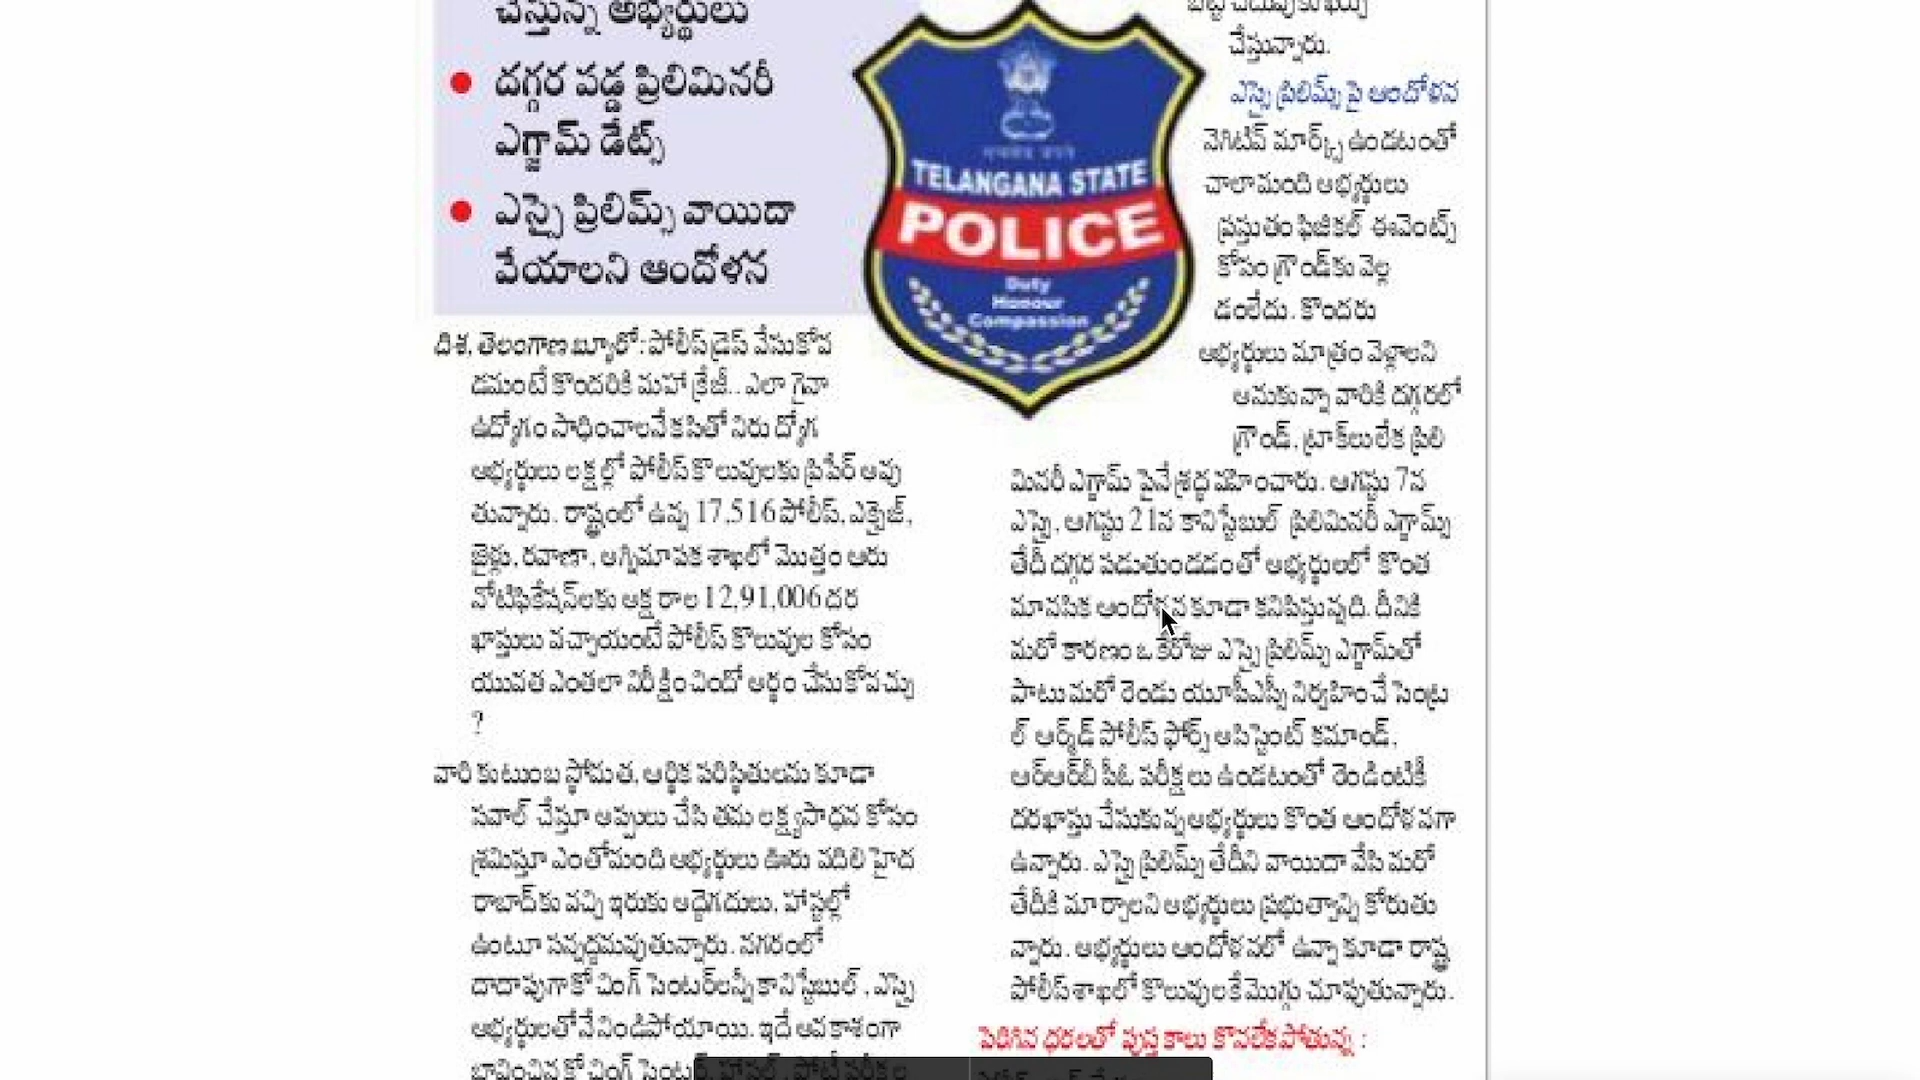 చేస్తున్న అభ్యర్థులు
దగ్గర పడ్డ ప్రిలిమినరీ
ఎగ్జామ్ డేట్స్
ఎస్సై ప్రిలిమ్స్ వాయిదా
వేయాలని ఆందోళన
దిశ, తెలంగాణ బ్యూరో: పోలీస్ డ్రెస్ వేసుకోవ
డమంటే కొందరికి మహా క్రేజీ.. ఎలా గైనా
ఉద్యోగం సాధించాలనే కసితో నిరు ద్యోగ
అభ్యర్థులు లక్షల్లో పోలీస్ కొలువులకు ప్రిపేర్ అవు
తున్నారు. రాష్ట్రంలో ఉన్న 17,516 పోలీస్, ఎక్సైజ్,
జైళ్లు, రవాణా, అగ్నిమాపక శాఖలో మొత్తం ఆరు
నోటిఫికేషన్‌లకు అక్ష రాల 12,91,006 దర
ఖాస్తులు వచ్చాయంటే పోలీస్ కొలువుల కోసం
యువత ఎంతలా నిరీక్షించిందో అర్థం చేసుకోవచ్చు
?
వారి కుటుంబ స్థోమత, ఆర్థిక పరిస్థితులను కూడా
సవాల్ చేస్తూ అప్పులు చేసి తమ లక్ష్యసాధన కోసం
శ్రమిస్తూ ఎంతోమంది అభ్యర్థులు ఊరు వదిలి హైద
రాబాద్‌కు వచ్చి ఇరుకు అద్దెగదులు, హాస్టల్లో
ఉంటూ సన్నద్దమవుతున్నారు. నగరంలో
దాదాపుగా కో చింగ్ సెంటర్‌లన్నీ కానిస్టేబుల్ , ఎస్సై
అభ్యర్థులతోనే నిండిపోయాయి. ఇదే అవకాశంగా
భావించిన కో చింగ్ సెంటర్, హాస్టల్,
TELANGANA STATE
POLICE
Duty
Honour
Compassion
చేస్తున్నారు.
ఎస్సై ప్రిలిమ్స్ పై ఆందోళన
నెగిటివ్ మార్క్స్ ఉండటంతో
చాలామంది అభ్యర్థులు
ప్రస్తుతం ఫిజికల్ ఈవెంట్స్
కోసం గ్రౌండ్‌కు వెల్ల
డంలేదు. కొందరు
అభ్యర్థులు మాత్రం వెళ్లాలని
అనుకున్నా వారికి దగ్గరలో
గ్రౌండ్, ట్రాక్‌లు లేక ప్రిలి
మినరీ ఎగ్జామ్ పైనే శ్రద్ధ వహించారు. ఆగస్టు 7న
ఎస్సై, ఆగస్టు 21న కానిస్టేబుల్ ప్రిలిమినరీ ఎగ్జామ్స్
తేదీ దగ్గర పడుతుండడంతో అభ్యర్థులలో కొంత
మానసిక ఆందోళన కూడా కనిపిస్తున్నది. దీనికి
మరో కారణం ఒ కేరోజు ఎస్సై ప్రిలిమ్స్ ఎగ్జామ్‌తో
పాటు మరో రెండు యూపీఎస్సీ నిర్వహించే సెంట్ర
ల్ ఆర్మ్‌డ్ పోలీస్ ఫోర్స్ అసిస్టెంట్ కమాండ్,
ఆర్ఆర్‌బీ పీఓ పరీక్షలు ఉండటంతో రెండింటికీ
దరఖాస్తు చేసుకున్న అభ్యర్థులు కొంత ఆందోళనగా
ఉన్నారు. ఎస్సై ప్రిలిమ్స్ తేదీని వాయిదా వేసి మరో
తేదీకి మా ర్చాలని అభ్యర్థులు ప్రభుత్వాన్ని కోరుతు
న్నారు. అభ్యర్థులు ఆందోళనలో ఉన్నా కూడా రాష్ట్ర
పోలీస్‌శాఖలో కొలువులకే మొగ్గు చూపుతున్నారు.
పెరిగిన ధరలతో పుస్త కాలు కొనలేకపోతున్న :